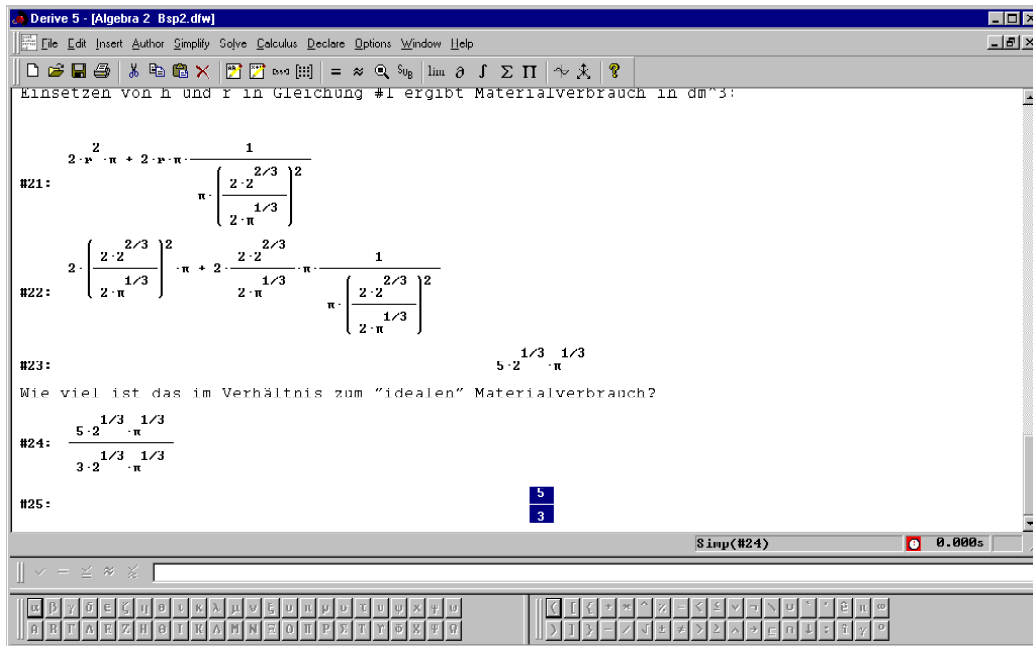 Derive 5 - [Algebra 2 Bsp2.dfw]
File Edit Insert Author Simplify Solve Calculus Declare Options Window Help
= ≈ Sub lim ∂ ∫ Σ Π
Einsetzen von h und r in Gleichung #1 ergibt Materialverbrauch in dm^3:
#21: 2·r^2·π + 2·r·π·1/(π·((2·2^(2/3))/(2·π^(1/3)))^2)
#22: 2·((2·2^(2/3))/(2·π^(1/3)))^2·π + 2·(2·2^(2/3))/(2·π^(1/3))·π·1/(π·((2·2^(2/3))/(2·π^(1/3)))^2)
#23: 5·2^(1/3)·π^(1/3)
Wie viel ist das im Verhältnis zum "idealen" Materialverbrauch?
#24: (5·2^(1/3)·π^(1/3))/(3·2^(1/3)·π^(1/3))
#25: 5/3
Simp(#24) 0.000s
α β γ δ ε ζ η θ ι κ λ μ ν ξ ο π ρ σ τ υ φ χ ψ ω
Α Β Γ Δ Ε Ζ Η Θ Ι Κ Λ Μ Ν Ξ Ο Π Ρ Σ Τ Υ Φ Χ Ψ Ω